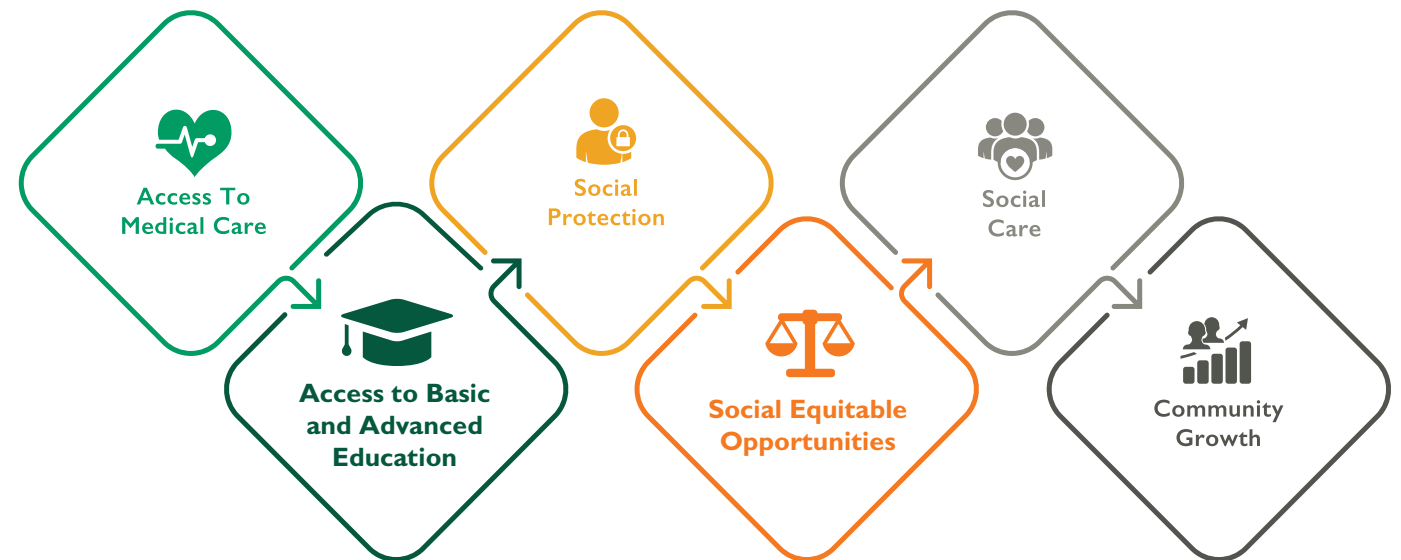 Access To
Medical Care
Access to Basic
and Advanced
Education
Social
Protection
Social Equitable
Opportunities
Social
Care
Community
Growth